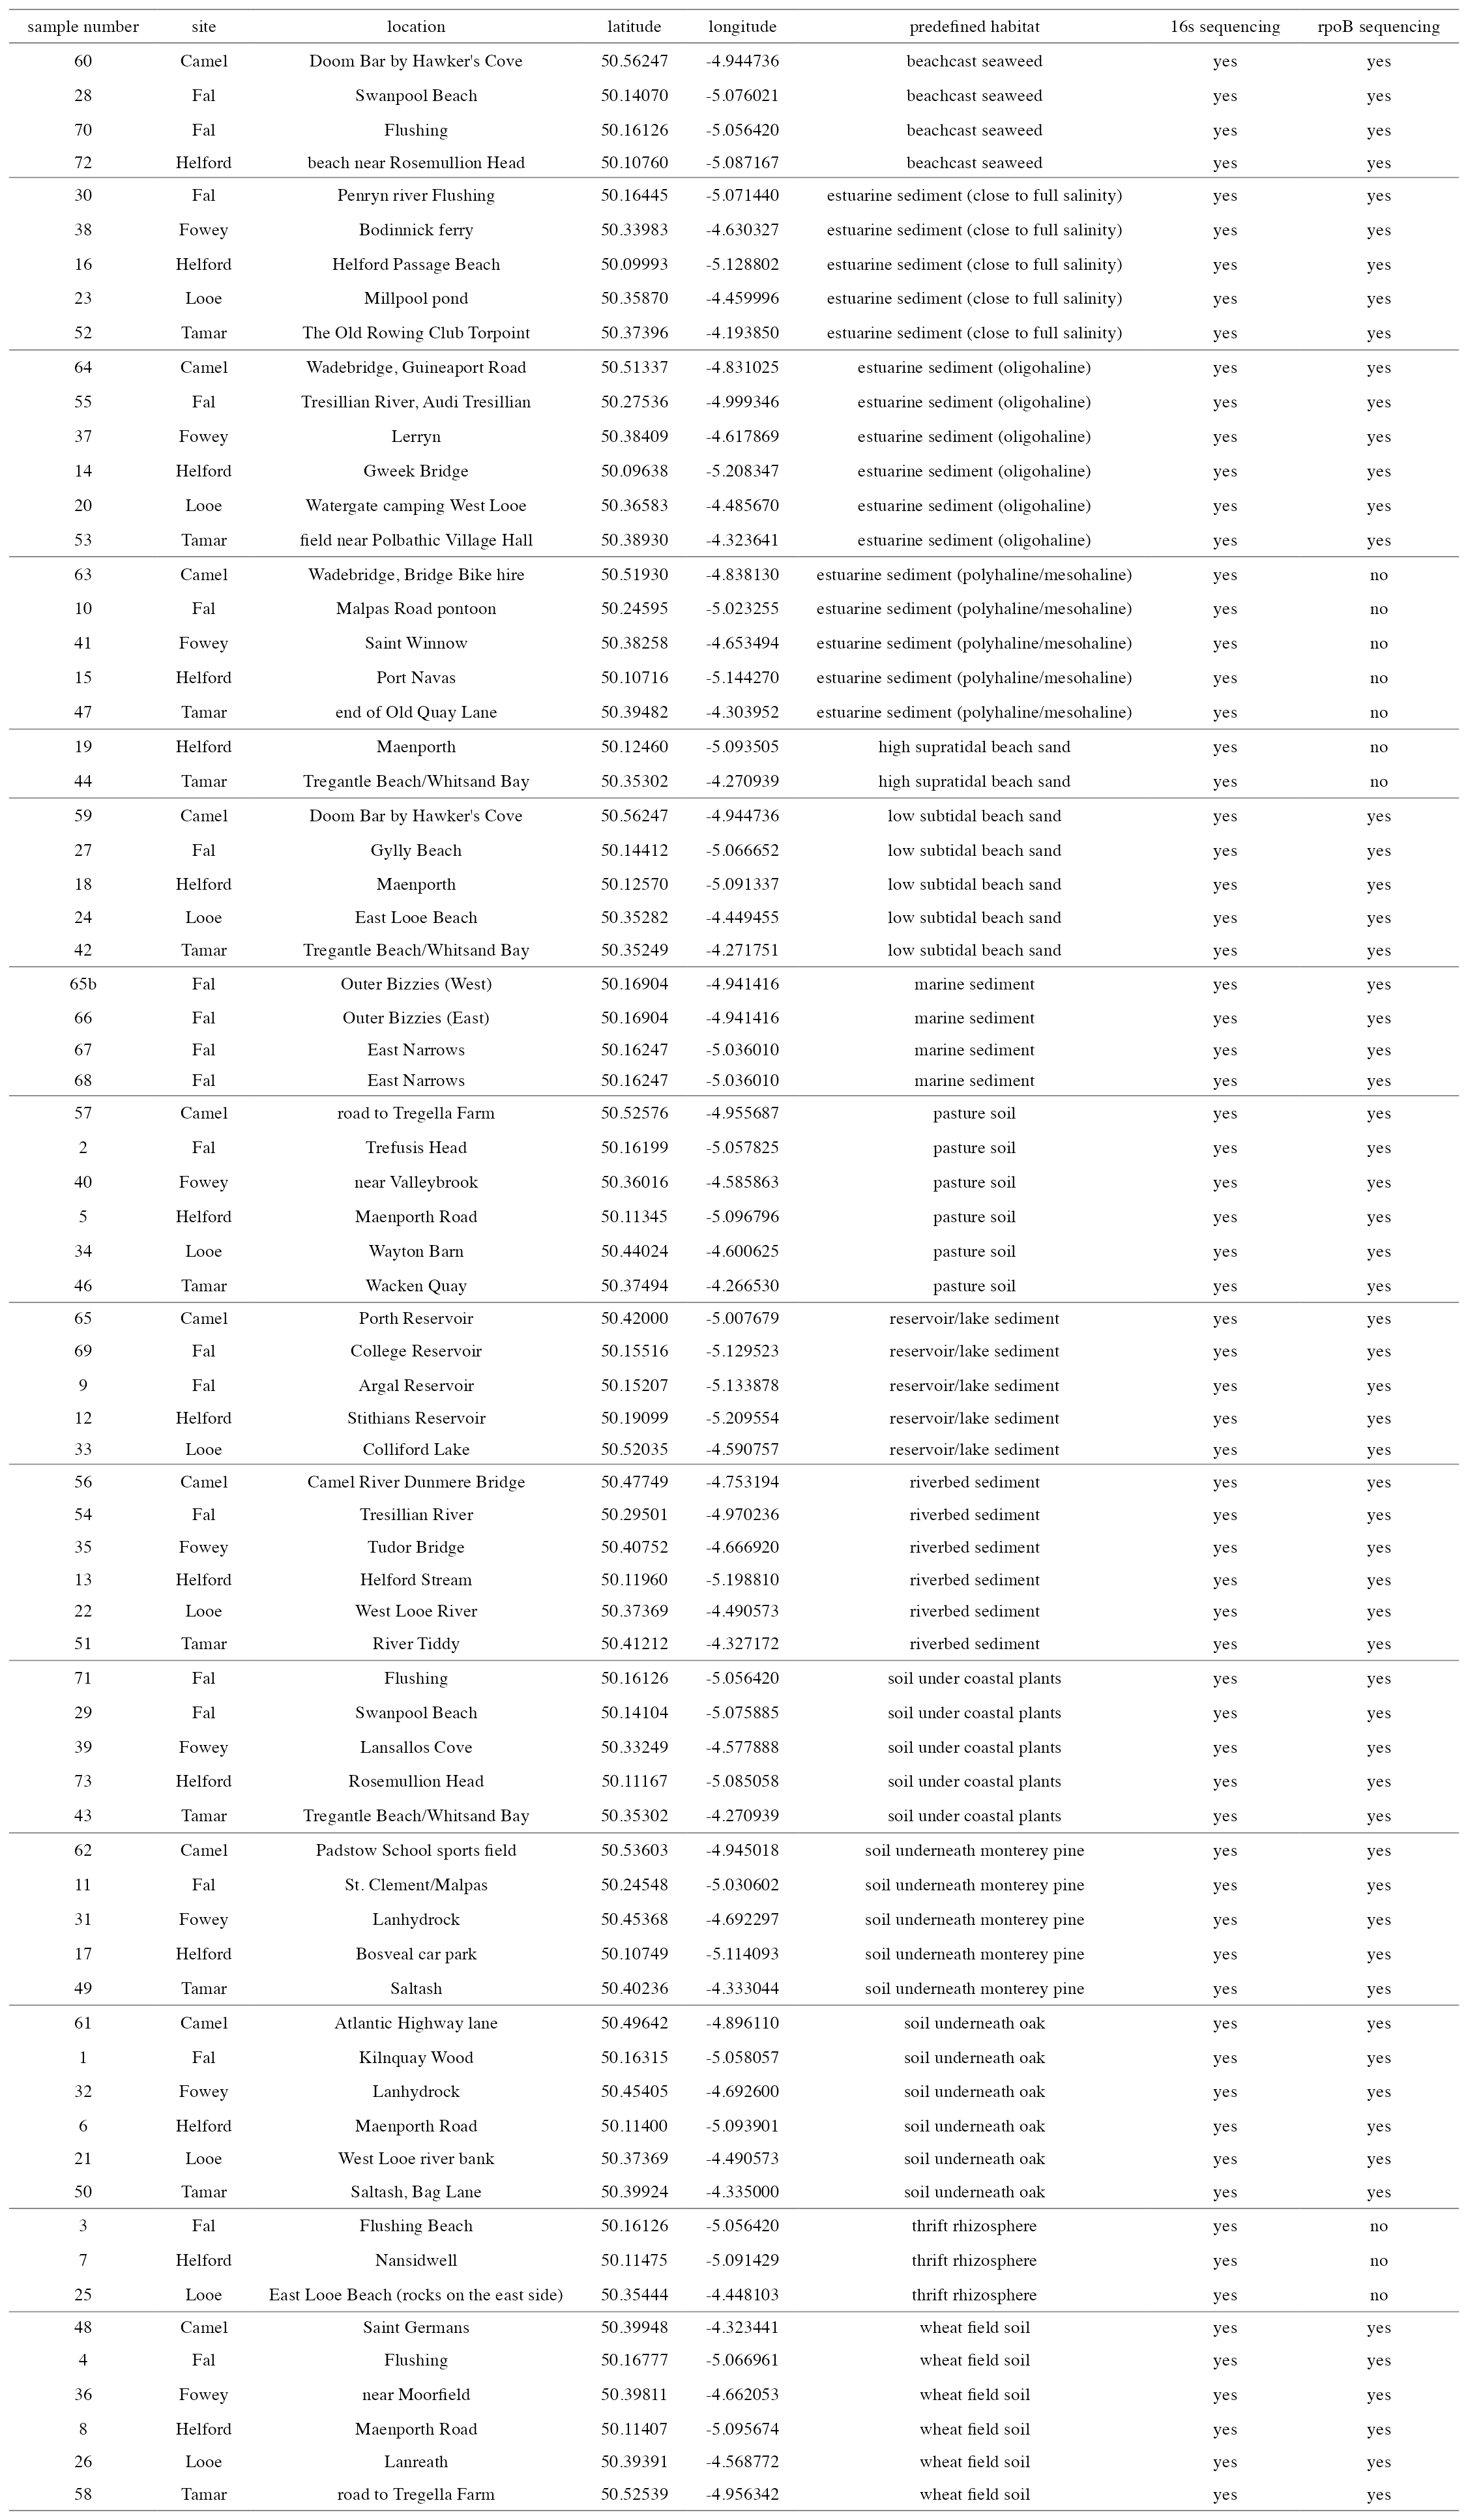 sample number site location latitude longitude predefined habitat 16s sequencing rpoB sequencing
60 Camel Doom Bar by Hawker's Cove 50.56247 -4.944736 beachcast seaweed yes yes
28 Fal Swanpool Beach 50.14070 -5.076021 beachcast seaweed yes yes
70 Fal Flushing 50.16126 -5.056420 beachcast seaweed yes yes
72 Helford beach near Rosemullion Head 50.10760 -5.087167 beachcast seaweed yes yes
30 Fal Penryn river Flushing 50.16445 -5.071440 estuarine sediment (close to full salinity) yes yes
38 Fowey Bodinnick ferry 50.33983 -4.630327 estuarine sediment (close to full salinity) yes yes
16 Helford Helford Passage Beach 50.09993 -5.128802 estuarine sediment (close to full salinity) yes yes
23 Looe Millpool pond 50.35870 -4.459996 estuarine sediment (close to full salinity) yes yes
52 Tamar The Old Rowing Club Torpoint 50.37396 -4.193850 estuarine sediment (close to full salinity) yes yes
64 Camel Wadebridge, Guineaport Road 50.51337 -4.831025 estuarine sediment (oligohaline) yes yes
55 Fal Tresillian River, Audi Tresillian 50.27536 -4.999346 estuarine sediment (oligohaline) yes yes
37 Fowey Lerryn 50.38409 -4.617869 estuarine sediment (oligohaline) yes yes
14 Helford Gweek Bridge 50.09638 -5.208347 estuarine sediment (oligohaline) yes yes
20 Looe Watergate camping West Looe 50.36583 -4.485670 estuarine sediment (oligohaline) yes yes
53 Tamar field near Polbathic Village Hall 50.38930 -4.323641 estuarine sediment (oligohaline) yes yes
63 Camel Wadebridge, Bridge Bike hire 50.51930 -4.838130 estuarine sediment (polyhaline/mesohaline) yes no
10 Fal Malpas Road pontoon 50.24595 -5.023255 estuarine sediment (polyhaline/mesohaline) yes no
41 Fowey Saint Winnow 50.38258 -4.653494 estuarine sediment (polyhaline/mesohaline) yes no
15 Helford Port Navas 50.10716 -5.144270 estuarine sediment (polyhaline/mesohaline) yes no
47 Tamar end of Old Quay Lane 50.39482 -4.303952 estuarine sediment (polyhaline/mesohaline) yes no
19 Helford Maenporth 50.12460 -5.093505 high supratidal beach sand yes no
44 Tamar Tregantle Beach/Whitsand Bay 50.35302 -4.270939 high supratidal beach sand yes no
59 Camel Doom Bar by Hawker's Cove 50.56247 -4.944736 low subtidal beach sand yes yes
27 Fal Gylly Beach 50.14412 -5.066652 low subtidal beach sand yes yes
18 Helford Maenporth 50.12570 -5.091337 low subtidal beach sand yes yes
24 Looe East Looe Beach 50.35282 -4.449455 low subtidal beach sand yes yes
42 Tamar Tregantle Beach/Whitsand Bay 50.35249 -4.271751 low subtidal beach sand yes yes
65b Fal Outer Bizzies (West) 50.16904 -4.941416 marine sediment yes yes
66 Fal Outer Bizzies (East) 50.16904 -4.941416 marine sediment yes yes
67 Fal East Narrows 50.16247 -5.036010 marine sediment yes yes
68 Fal East Narrows 50.16247 -5.036010 marine sediment yes yes
57 Camel road to Tregella Farm 50.52576 -4.955687 pasture soil yes yes
2 Fal Trefusis Head 50.16199 -5.057825 pasture soil yes yes
40 Fowey near Valleybrook 50.36016 -4.585863 pasture soil yes yes
5 Helford Maenporth Road 50.11345 -5.096796 pasture soil yes yes
34 Looe Wayton Barn 50.44024 -4.600625 pasture soil yes yes
46 Tamar Wacken Quay 50.37494 -4.266530 pasture soil yes yes
65 Camel Porth Reservoir 50.42000 -5.007679 reservoir/lake sediment yes yes
69 Fal College Reservoir 50.15516 -5.129523 reservoir/lake sediment yes yes
9 Fal Argal Reservoir 50.15207 -5.133878 reservoir/lake sediment yes yes
12 Helford Stithians Reservoir 50.19099 -5.209554 reservoir/lake sediment yes yes
33 Looe Colliford Lake 50.52035 -4.590757 reservoir/lake sediment yes yes
56 Camel Camel River Dunmere Bridge 50.47749 -4.753194 riverbed sediment yes yes
54 Fal Tresillian River 50.29501 -4.970236 riverbed sediment yes yes
35 Fowey Tudor Bridge 50.40752 -4.666920 riverbed sediment yes yes
13 Helford Helford Stream 50.11960 -5.198810 riverbed sediment yes yes
22 Looe West Looe River 50.37369 -4.490573 riverbed sediment yes yes
51 Tamar River Tiddy 50.41212 -4.327172 riverbed sediment yes yes
71 Fal Flushing 50.16126 -5.056420 soil under coastal plants yes yes
29 Fal Swanpool Beach 50.14104 -5.075885 soil under coastal plants yes yes
39 Fowey Lansallos Cove 50.33249 -4.577888 soil under coastal plants yes yes
73 Helford Rosemullion Head 50.11167 -5.085058 soil under coastal plants yes yes
43 Tamar Tregantle Beach/Whitsand Bay 50.35302 -4.270939 soil under coastal plants yes yes
62 Camel Padstow School sports field 50.53603 -4.945018 soil underneath monterey pine yes yes
11 Fal St. Clement/Malpas 50.24548 -5.030602 soil underneath monterey pine yes yes
31 Fowey Lanhydrock 50.45368 -4.692297 soil underneath monterey pine yes yes
17 Helford Bosveal car park 50.10749 -5.114093 soil underneath monterey pine yes yes
49 Tamar Saltash 50.40236 -4.333044 soil underneath monterey pine yes yes
61 Camel Atlantic Highway lane 50.49642 -4.896110 soil underneath oak yes yes
1 Fal Kilnquay Wood 50.16315 -5.058057 soil underneath oak yes yes
32 Fowey Lanhydrock 50.45405 -4.692600 soil underneath oak yes yes
6 Helford Maenporth Road 50.11400 -5.093901 soil underneath oak yes yes
21 Looe West Looe river bank 50.37369 -4.490573 soil underneath oak yes yes
50 Tamar Saltash, Bag Lane 50.39924 -4.335000 soil underneath oak yes yes
3 Fal Flushing Beach 50.16126 -5.056420 thrift rhizosphere yes no
7 Helford Nansidwell 50.11475 -5.091429 thrift rhizosphere yes no
25 Looe East Looe Beach (rocks on the east side) 50.35444 -4.448103 thrift rhizosphere yes no
48 Camel Saint Germans 50.39948 -4.323441 wheat field soil yes yes
4 Fal Flushing 50.16777 -5.066961 wheat field soil yes yes
36 Fowey near Moorfield 50.39811 -4.662053 wheat field soil yes yes
8 Helford Maenporth Road 50.11407 -5.095674 wheat field soil yes yes
26 Looe Lanreath 50.39391 -4.568772 wheat field soil yes yes
58 Tamar road to Tregella Farm 50.52539 -4.956342 wheat field soil yes yes